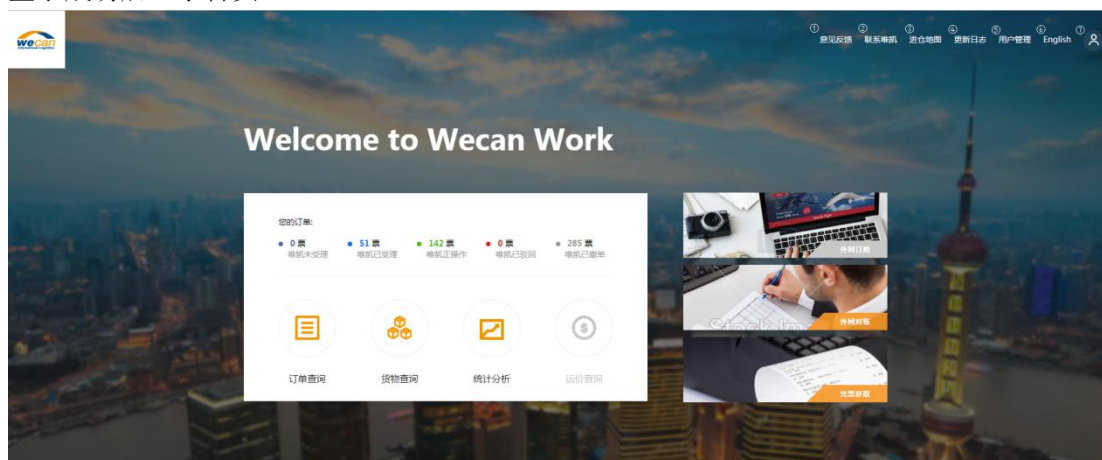 wecan
① 意见反馈 ② 联系唯凯 ③ 进仓地图 ④ 更新日志 ⑤ 用户管理 ⑥ English ⑦
Welcome to Wecan Work
您的订单:
0 票 51 票 142 票 0 票 285 票
唯凯未受理 唯凯已受理 唯凯正操作 唯凯已驳回 唯凯已撤单
外网订舱
外网对账
订单查询 货物查询 统计分析 运价查询
凭票获取